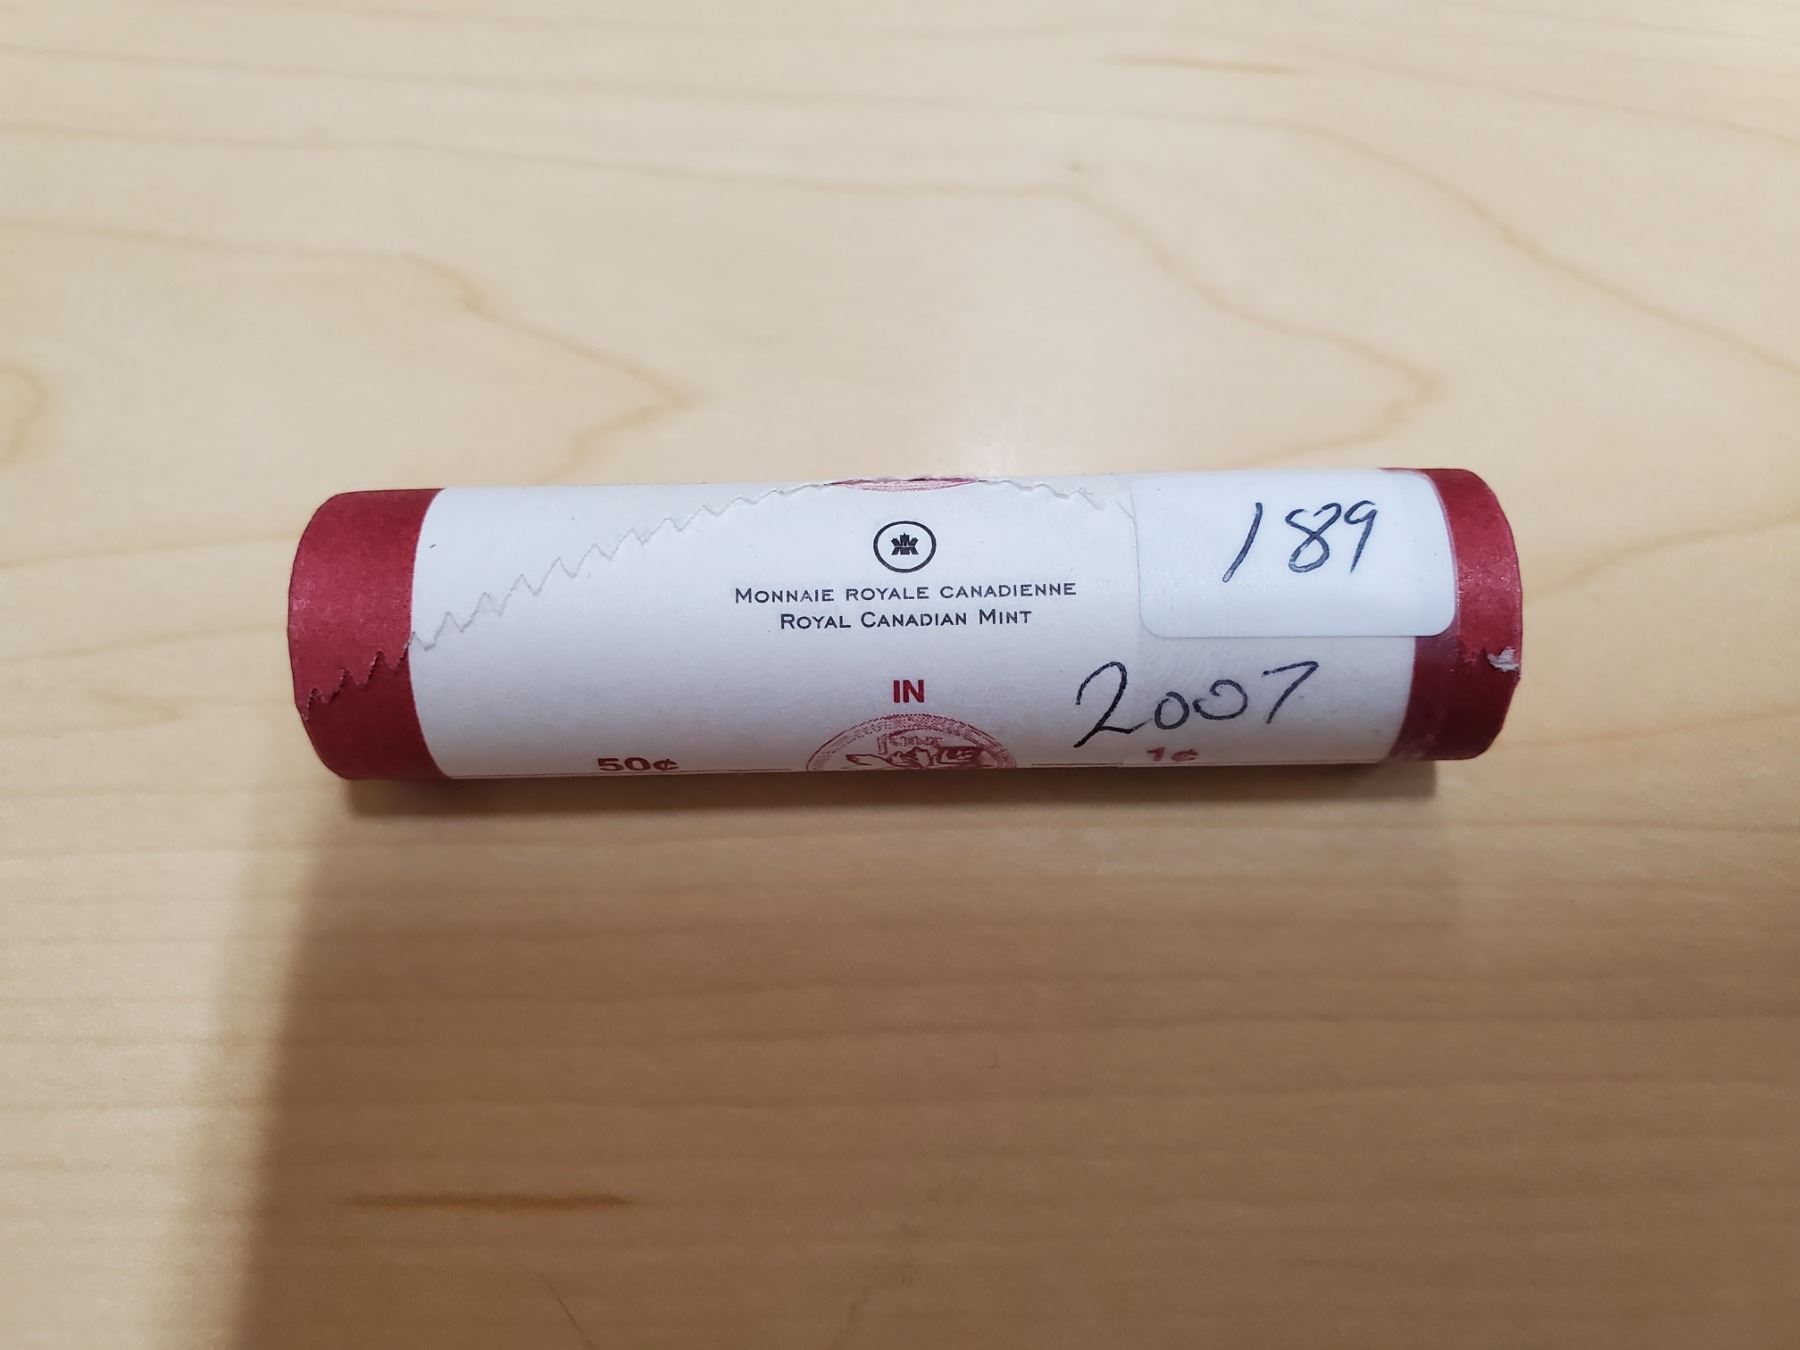 189
MONNAIE ROYALE CANADIENNE
ROYAL CANADIAN MINT
IN
2007
50¢ 1¢